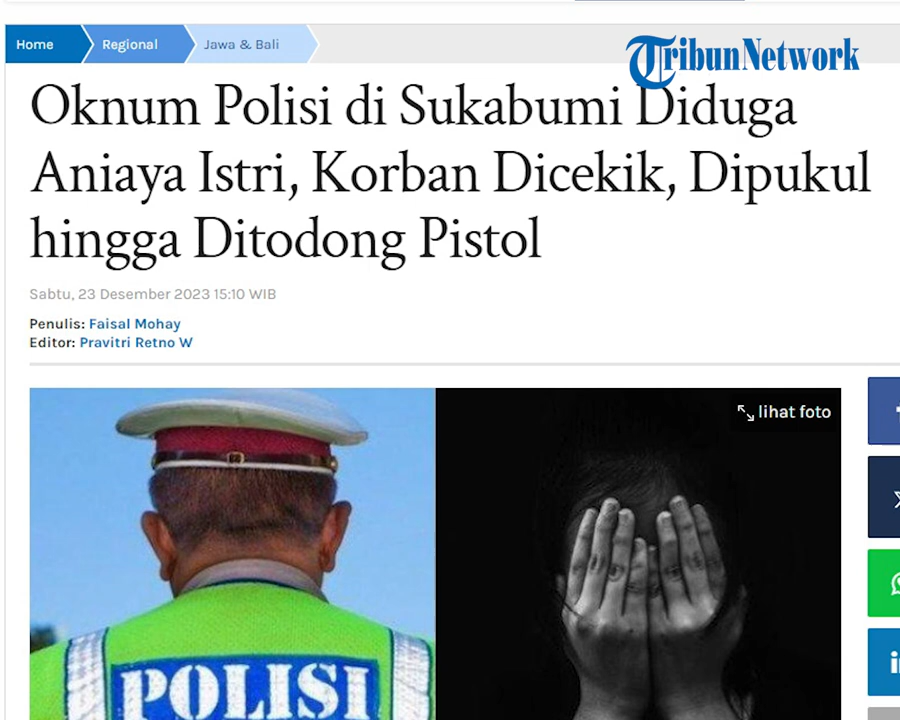 Home Regional Jawa & Bali
TribunNetwork
Oknum Polisi di Sukabumi Diduga
Aniaya Istri, Korban Dicekik, Dipukul
hingga Ditodong Pistol
Sabtu, 23 Desember 2023 15:10 WIB
Penulis: Faisal Mohay
Editor: Pravitri Retno W
lihat foto
POLISI